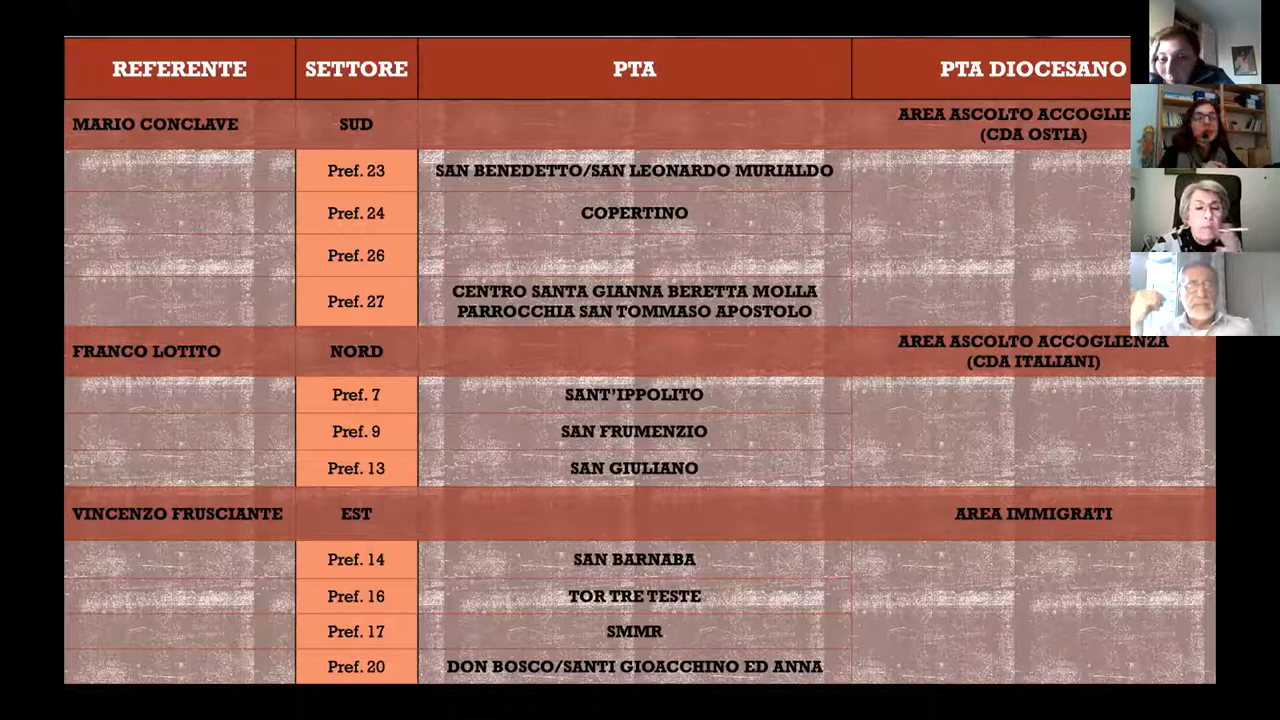 REFERENTE SETTORE PTA PTA DIOCESANO
MARIO CONCLAVE SUD AREA ASCOLTO
(CDA OSTIA)
Pref. 23 SAN BENEDETTO/SAN LEONARDO MURIALDO
Pref. 24 COPERTINO
Pref. 26
Pref. 27 CENTRO SANTA GIANNA BERETTA MOLLA
PARROCCHIA SAN TOMMASO APOSTOLO
FRANCO LOTITO NORD AREA ASCOLTO ACCOGLIENZA
(CDA ITALIANI)
Pref. 7 SANT'IPPOLITO
Pref. 9 SAN FRUMENZIO
Pref. 13 SAN GIULIANO
VINCENZO FRUSCIANTE EST AREA IMMIGRATI
Pref. 14 SAN BARNABA
Pref. 16 TOR TRE TESTE
Pref. 17 SMMR
Pref. 20 DON BOSCO/SANTI GIOACCHINO ED ANNA